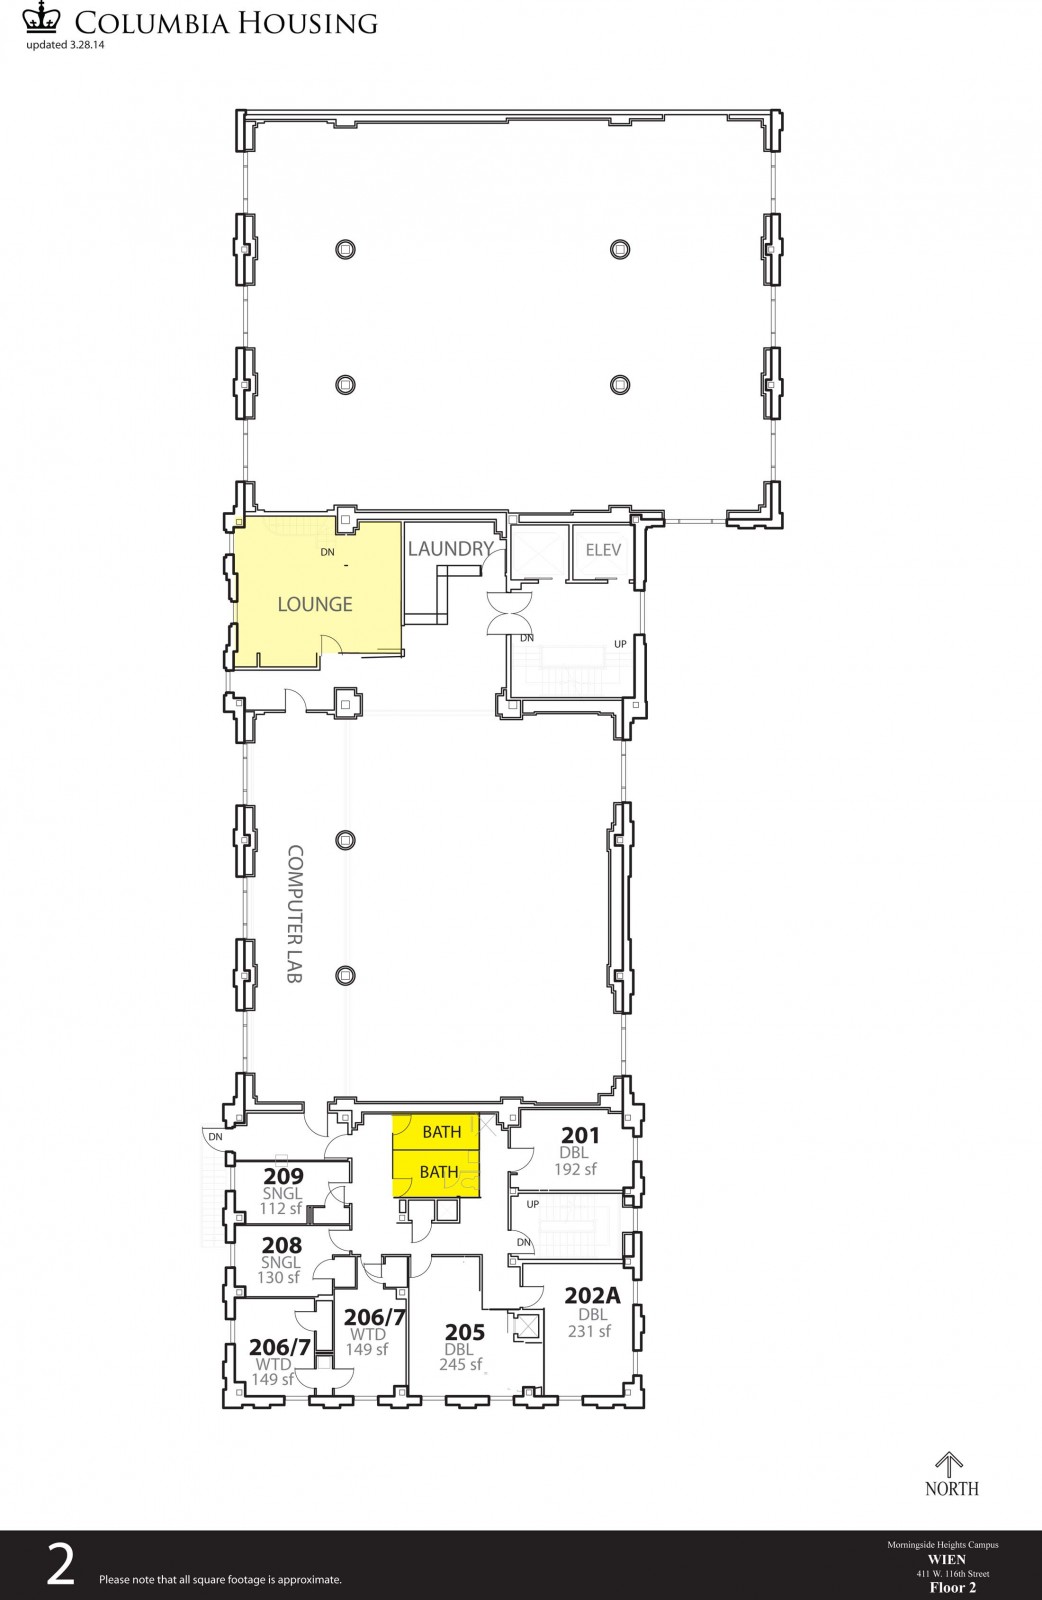 COLUMBIA HOUSING
updated 3.28.14
DN
LOUNGE
LAUNDRY
ELEV
DN
UP
COMPUTER LAB
DN
BATH
BATH
201
DBL
192 sf
209
SNGL
112 sf
UP
DN
208
SNGL
130 sf
206/7
WTD
149 sf
206/7
WTD
149 sf
205
DBL
245 sf
202A
DBL
231 sf
NORTH
2
Please note that all square footage is approximate.
Morningside Heights Campus
WIEN
411 W. 116th Street
Floor 2